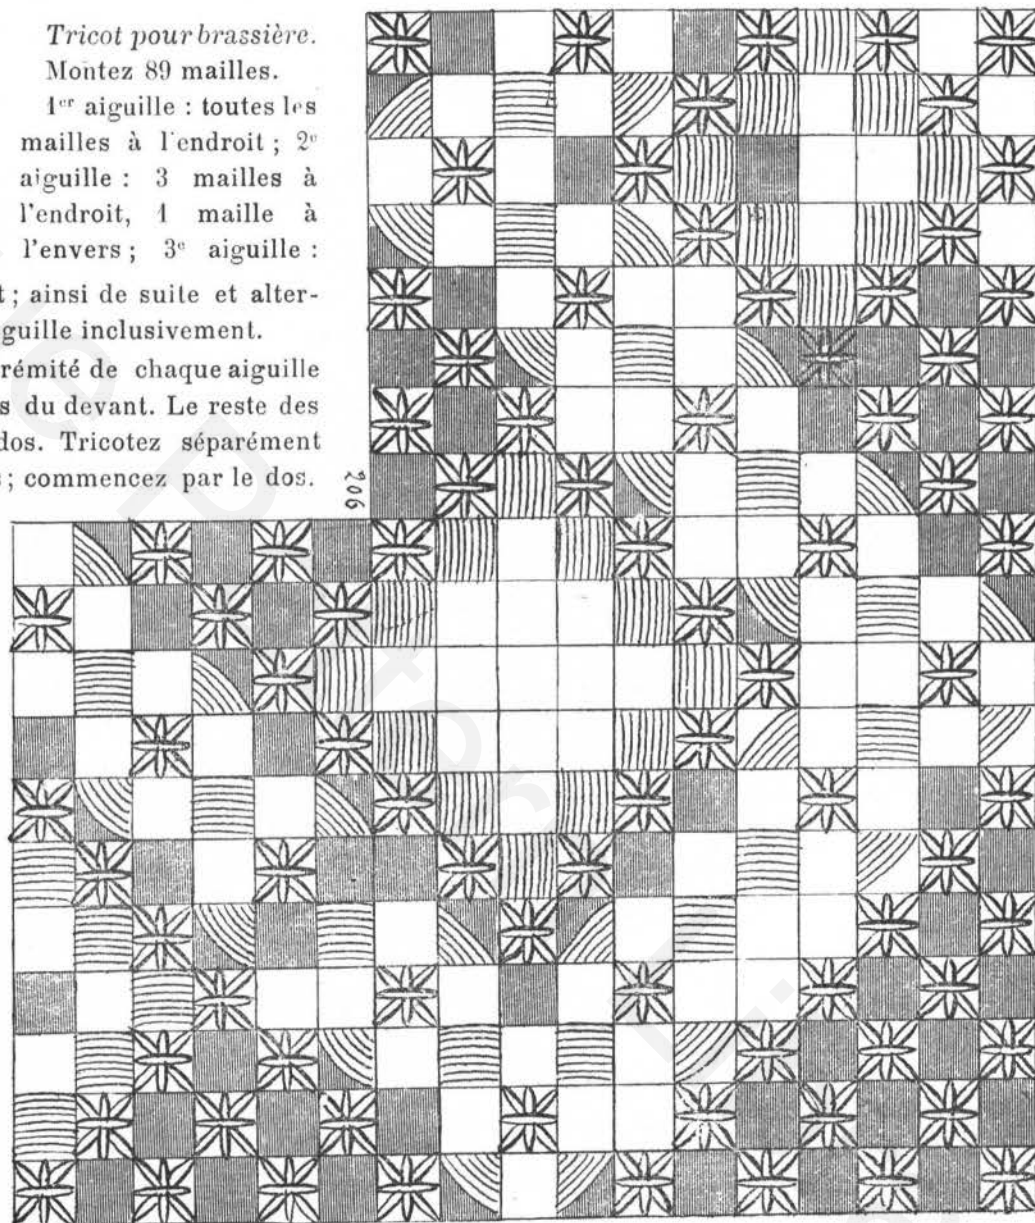 Tricot pour brassière.
Montez 89 mailles.
1er aiguille : toutes les
mailles à l'endroit ; 2e
aiguille : 3 mailles à
l'endroit, 1 maille à
l'envers ; 3e aiguille :
t ; ainsi de suite et alter-
guille inclusivement.
rémité de chaque aiguille
s du devant. Le reste des
dos. Tricotez séparément
s ; commencez par le dos.
206